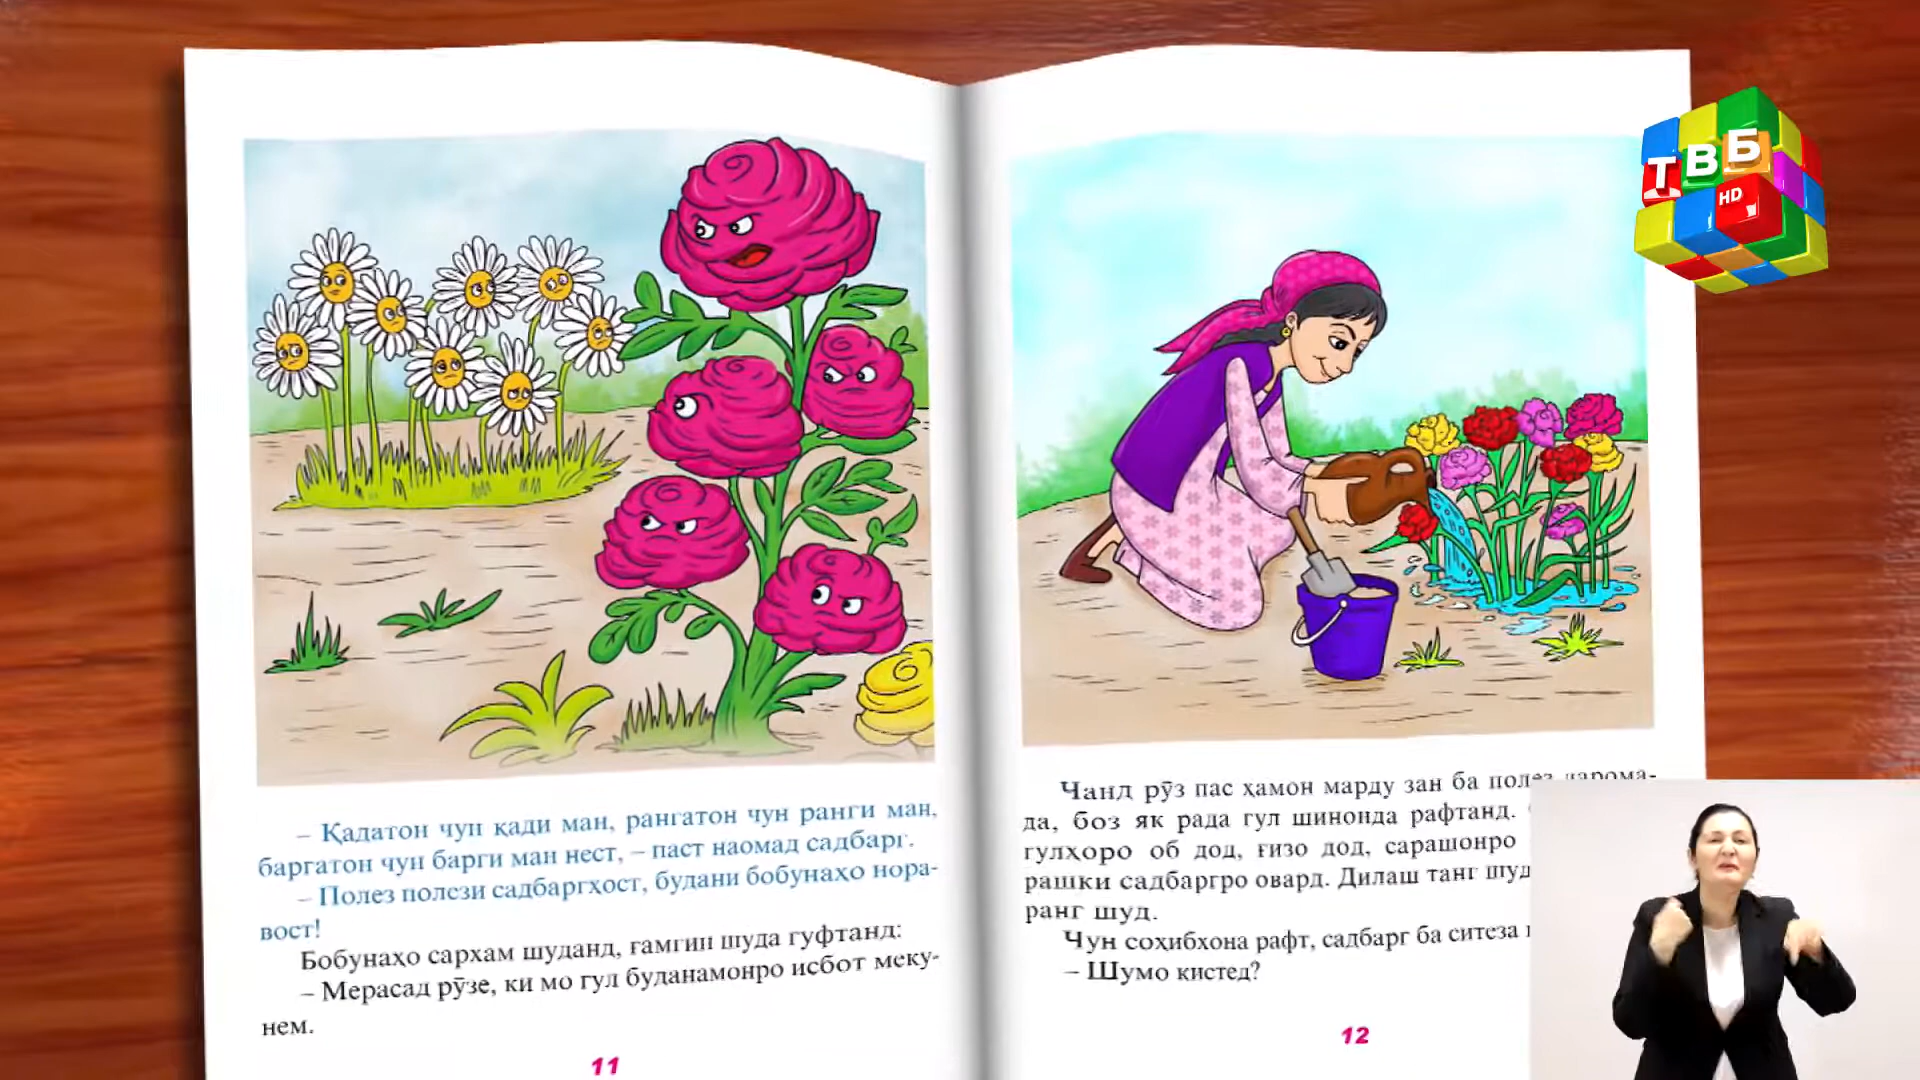 – Қадатон чун қади ман, рангатон чун ранги ман,
баргатон чун барги ман нест, – паст наомад садбарг.
– Полез полези садбаргҳост, будани бобунаҳо нора-
вост!
Бобунаҳо сархам шуданд, ғамгин шуда гуфтанд:
– Мерасад рӯзе, ки мо гул буданамонро исбот меку-
нем.
11
Чанд рӯз пас ҳамон марду зан ба полез дарома-
да, боз як рада гул шинонда рафтанд.
гулҳоро об дод, ғизо дод, сарашонро
рашки садбаргро овард. Дилаш танг шуд
ранг шуд.
Чун соҳибхона рафт, садбарг ба ситеза
– Шумо кистед?
12
ТВБ
HD